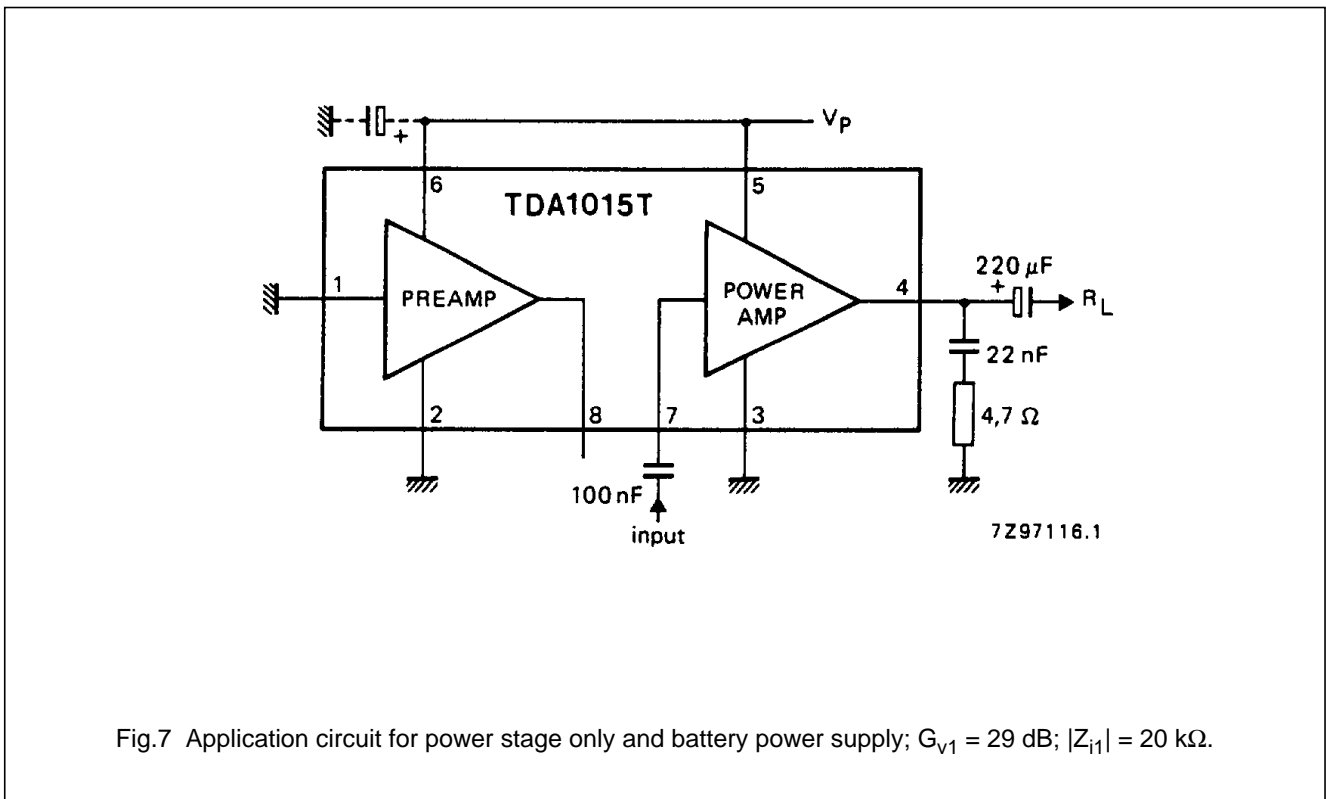 +
V_P
6
5
TDA1015T
1
PREAMP
POWER
AMP
4
220 µF
+
R_L
22 nF
4,7 Ω
2
8
7
3
100 nF
input
7Z97116.1
Fig.7 Application circuit for power stage only and battery power supply; G_v1 = 29 dB; |Z_i1| = 20 kΩ.